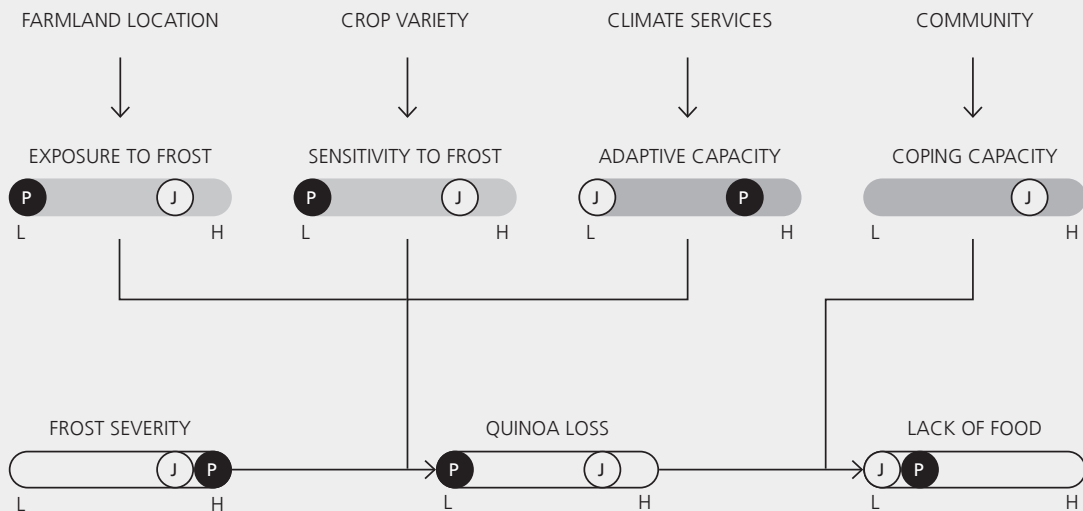 FARMLAND LOCATION
CROP VARIETY
CLIMATE SERVICES
COMMUNITY
EXPOSURE TO FROST
SENSITIVITY TO FROST
ADAPTIVE CAPACITY
COPING CAPACITY
P J
P J
J P
J
L H
L H
L H
L H
FROST SEVERITY
QUINOA LOSS
LACK OF FOOD
J P
P J
J P
L H
L H
L H